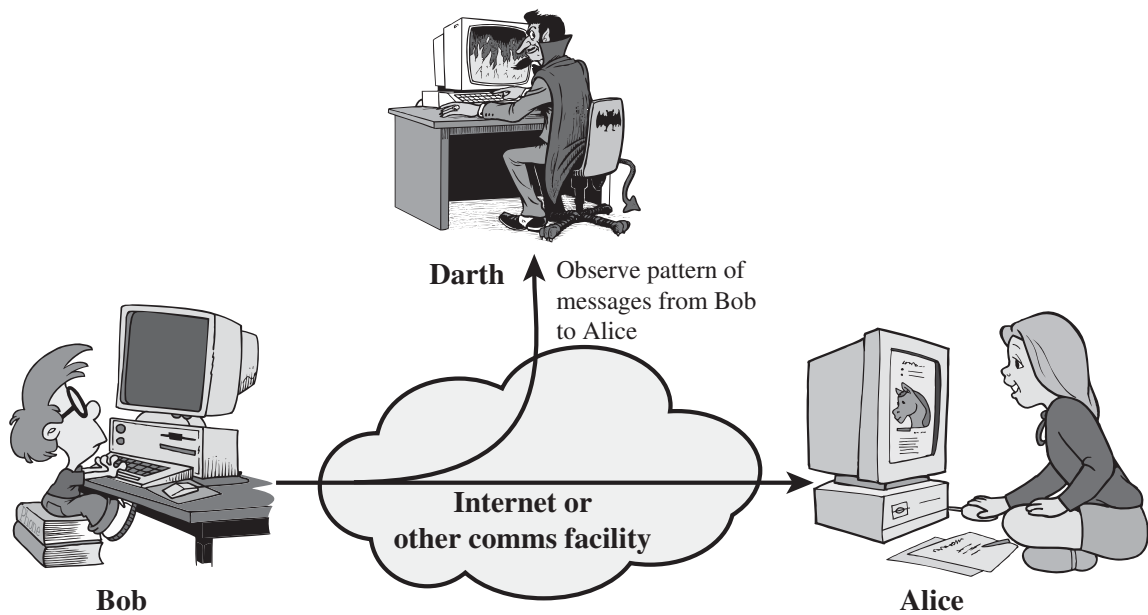 Darth
Observe pattern of
messages from Bob
to Alice
Internet or
other comms facility
Bob
Alice